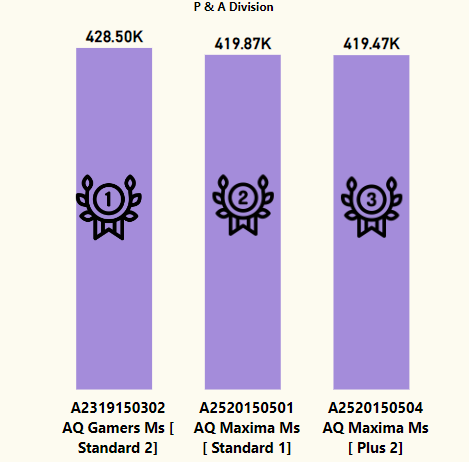 P & A Division
428.50K
419.87K
419.47K
1
2
3
A2319150302
AQ Gamers Ms [
Standard 2]
A2520150501
AQ Maxima Ms
[ Standard 1]
A2520150504
AQ Maxima Ms
[ Plus 2]